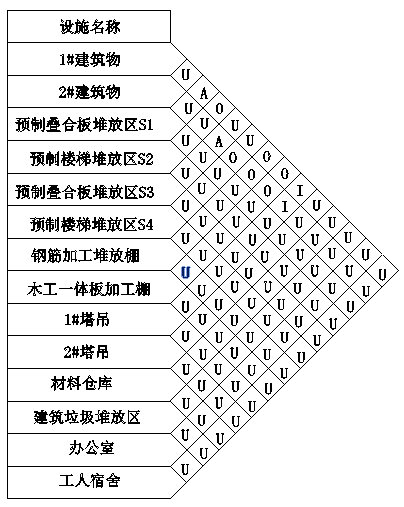 设施名称
1#建筑物
U
2#建筑物 A
U O
预制叠合板堆放区S1 U U
U A U
预制楼梯堆放区S2 U O O
U U O O
预制叠合板堆放区S3 U U O I
U U U I U
预制楼梯堆放区S4 U U U U U
U U U U U U
钢筋加工堆放棚 U U U U U U
U U U U U U U
木工一体板加工棚 U U U U U U
U U U U U U
1#塔吊 U U U U U
U U U U U
2#塔吊 U U U U
U U U U
材料仓库 U U U
U U U
建筑垃圾堆放区 U U
U U
办公室 U
U
工人宿舍